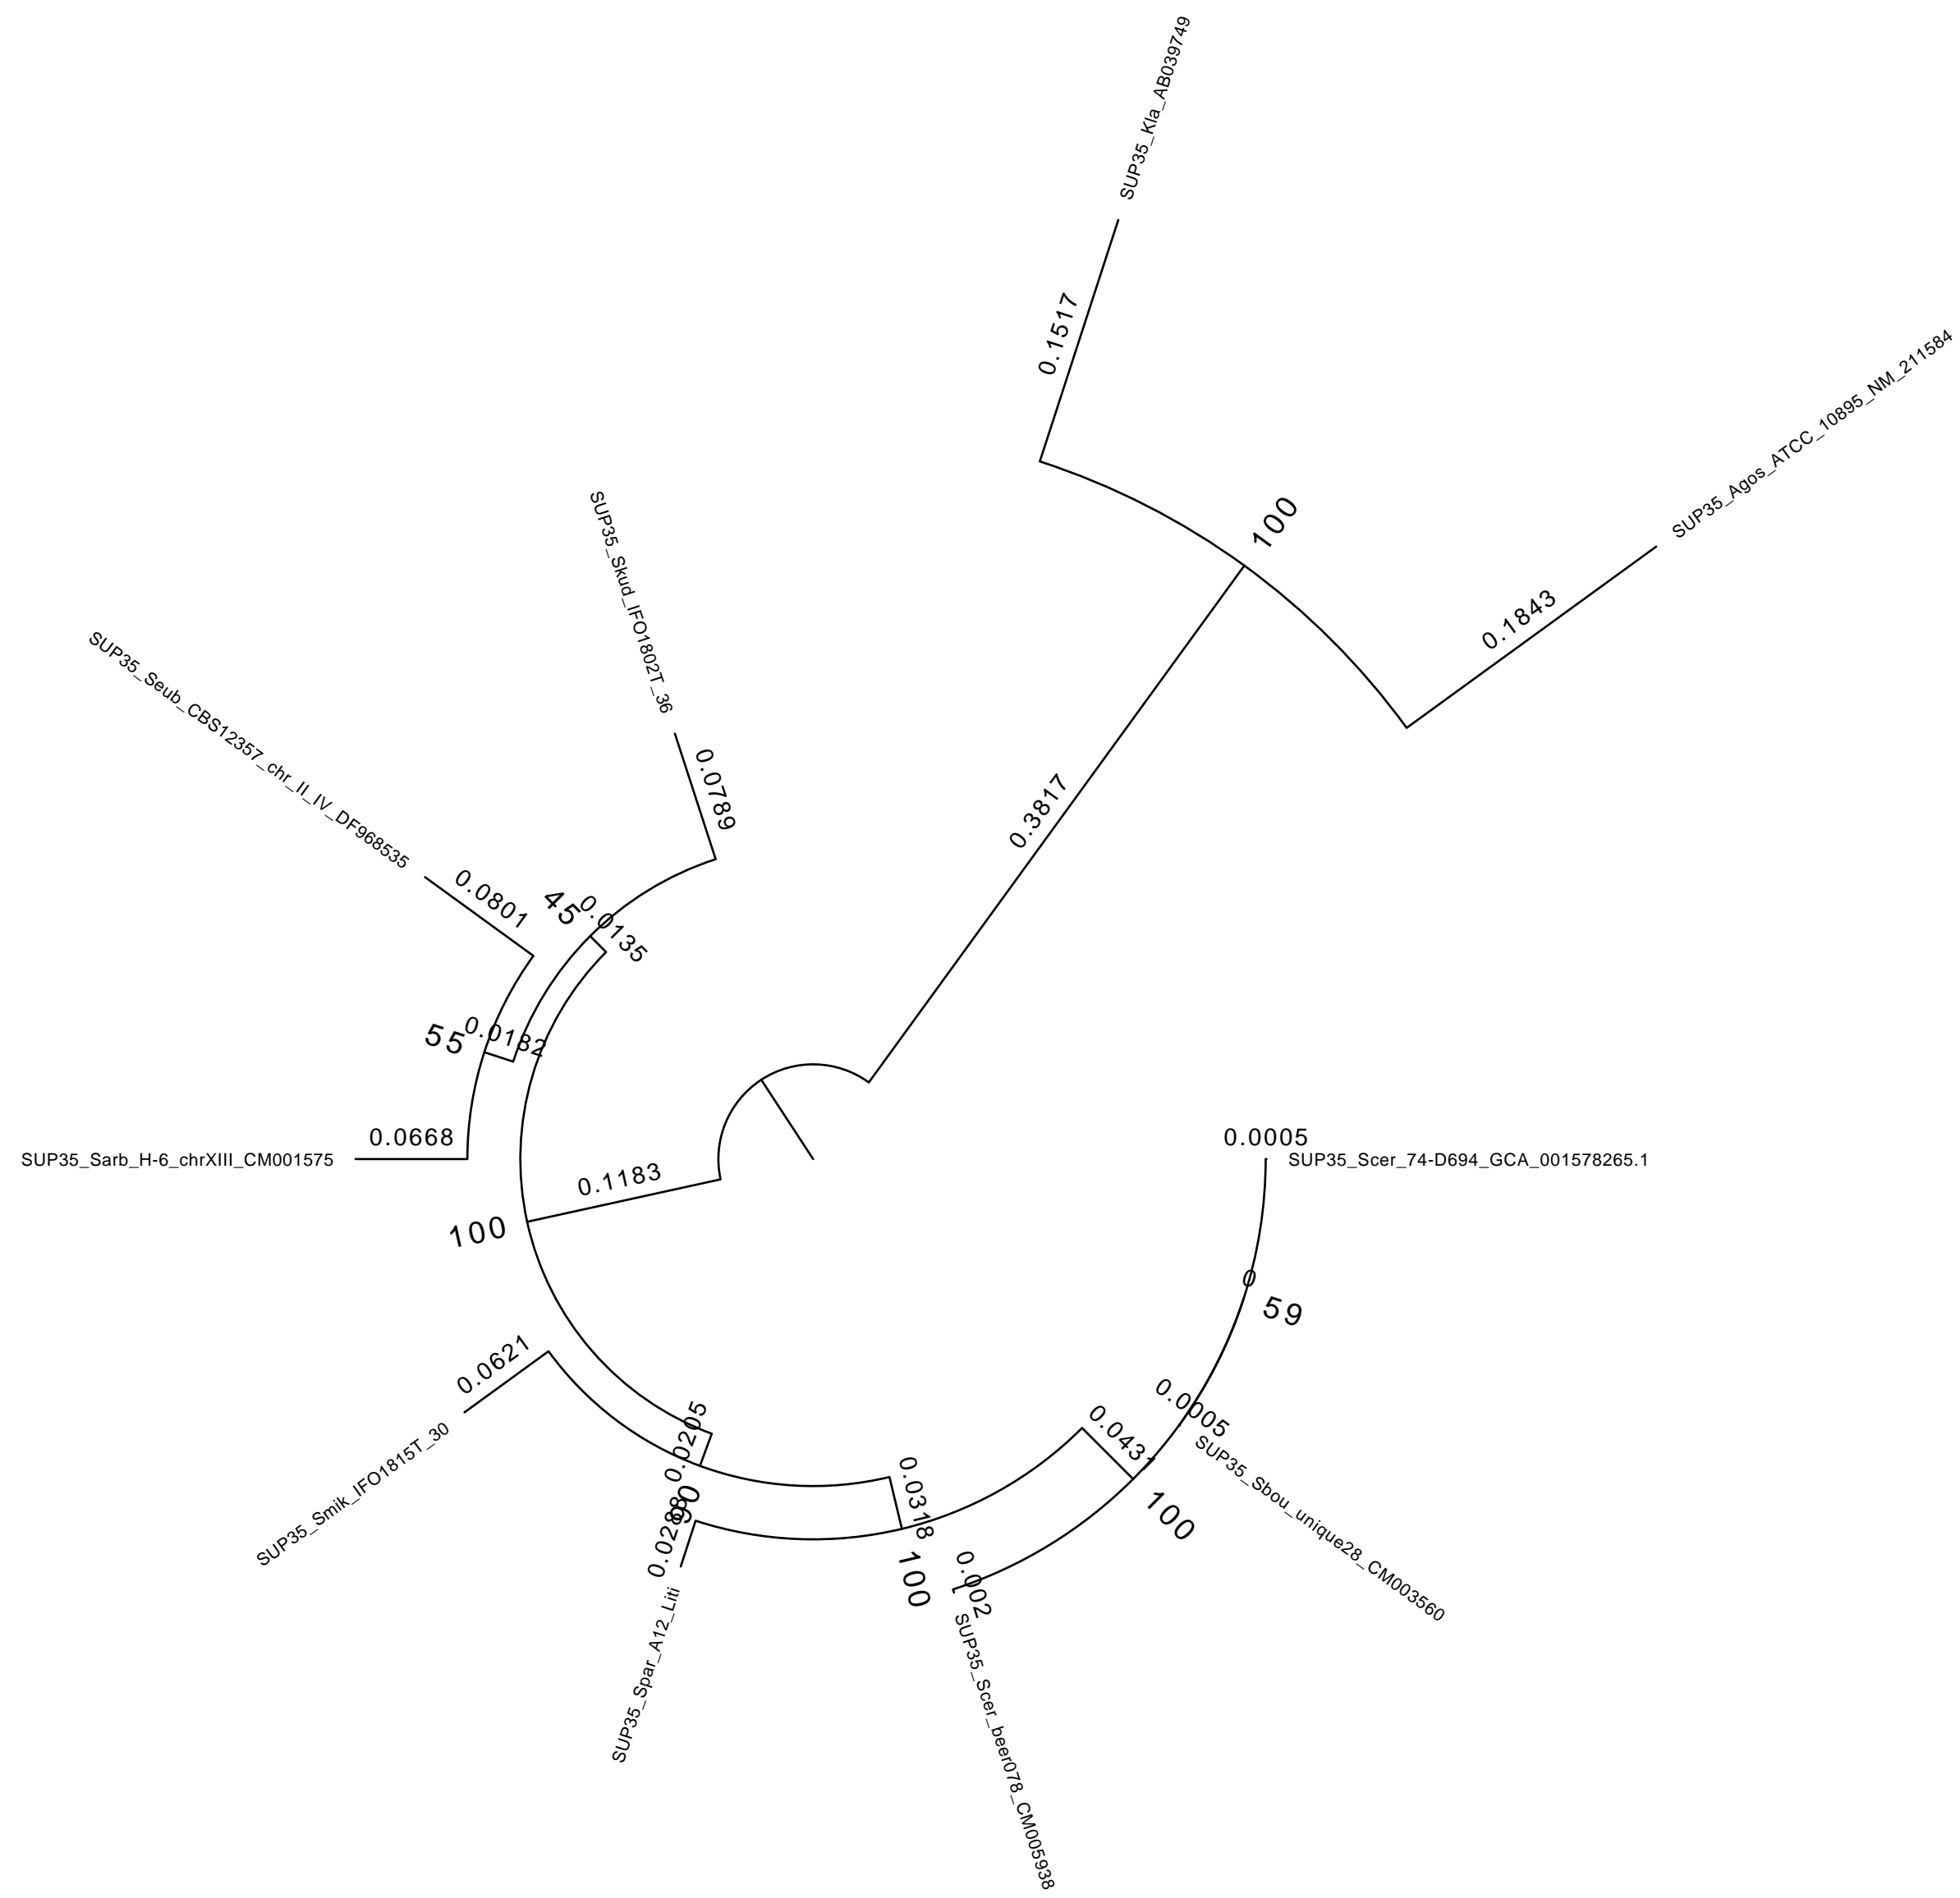 SUP35_Kla_AB039749
0.1517
SUP35_Agos_ATCC_10895_NM_211584
0.1843
100
0.3817
SUP35_Skud_IFO1802T_36
0.0789
SUP35_Seub_CBS12357_chr_II_IV_DF968535
0.0801
45
0.0135
55
0.0182
SUP35_Sarb_H-6_chrXIII_CM001575
0.0668
0.1183
100
0.0005
SUP35_Scer_74-D694_GCA_001578265.1
0
59
0.0005
SUP35_Sbou_unique28_CM003560
0.0621
SUP35_Smik_IFO1815T_30
0.0205
90
SUP35_Spar_A12_Liti
0.0318
100
100
0.002
SUP35_Scer_beer078_CM005938